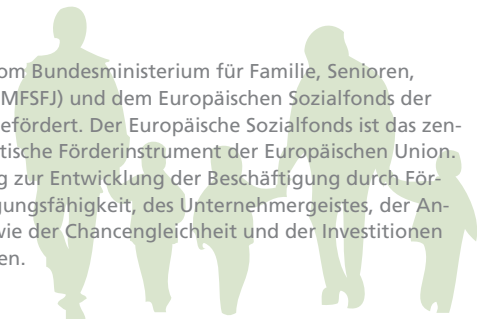 om Bundesministerium für Familie, Senioren,
MFSFJ) und dem Europäischen Sozialfonds der
efördert. Der Europäische Sozialfonds ist das zen-
tische Förderinstrument der Europäischen Union.
g zur Entwicklung der Beschäftigung durch För-
gungsfähigkeit, des Unternehmergeistes, der An-
wie der Chancengleichheit und der Investitionen
en.